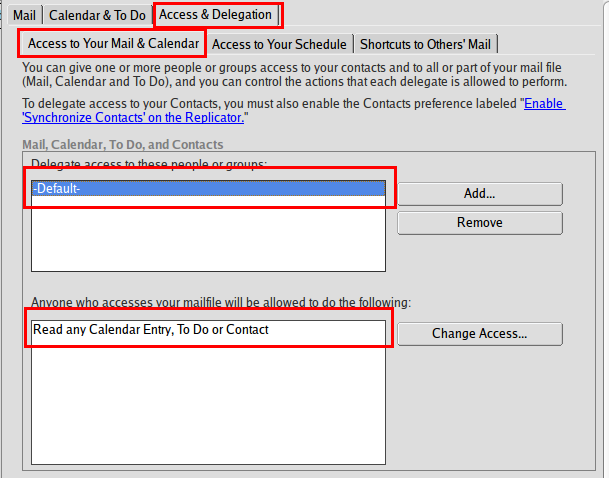 Mail Calendar & To Do Access & Delegation
Access to Your Mail & Calendar Access to Your Schedule Shortcuts to Others' Mail
You can give one or more people or groups access to your contacts and to all or part of your mail file
(Mail, Calendar and To Do), and you can control the actions that each delegate is allowed to perform.
To delegate access to your Contacts, you must also enable the Contacts preference labeled "Enable
'Synchronize Contacts' on the Replicator."
Mail, Calendar, To Do, and Contacts
Delegate access to these people or groups:
-Default-
Add...
Remove
Anyone who accesses your mailfile will be allowed to do the following:
Read any Calendar Entry, To Do or Contact
Change Access...